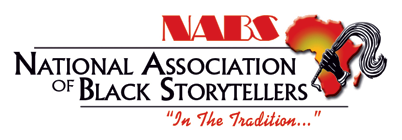 NABS
NATIONAL ASSOCIATION
OF BLACK STORYTELLERS
"In The Tradition..."